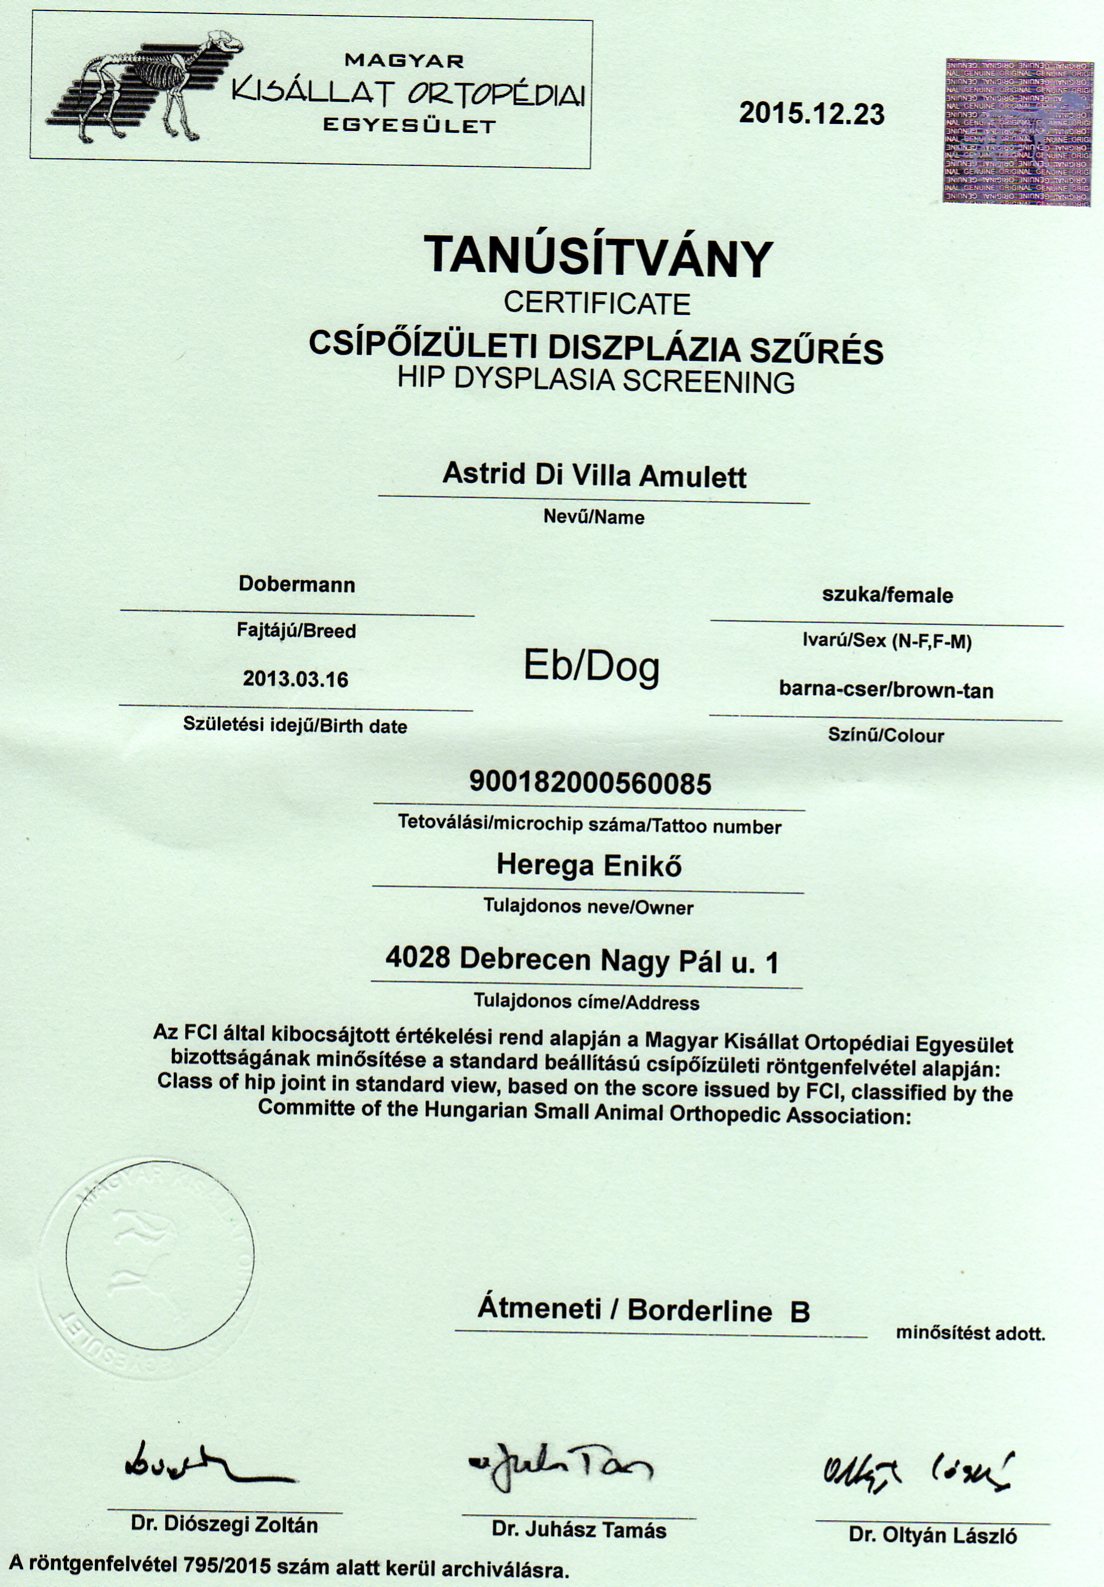 MAGYAR
KISÁLLAT ORTOPÉDIAI
EGYESÜLET
2015.12.23
TANÚSÍTVÁNY
CERTIFICATE
CSÍPŐÍZÜLETI DISZPLÁZIA SZŰRÉS
HIP DYSPLASIA SCREENING
Astrid Di Villa Amulett
Nevű/Name
Dobermann
Fajtájú/Breed
szuka/female
Ivarú/Sex (N-F,F-M)
Eb/Dog
2013.03.16
Születési idejű/Birth date
barna-cser/brown-tan
Színű/Colour
900182000560085
Tetoválási/microchip száma/Tattoo number
Herega Enikő
Tulajdonos neve/Owner
4028 Debrecen Nagy Pál u. 1
Tulajdonos címe/Address
Az FCI által kibocsájtott értékelési rend alapján a Magyar Kisállat Ortopédiai Egyesület
bizottságának minősítése a standard beállítású csípőízületi röntgenfelvétel alapján:
Class of hip joint in standard view, based on the score issued by FCI, classified by the
Committe of the Hungarian Small Animal Orthopedic Association:
Átmeneti / Borderline B
minősítést adott.
Dr. Diószegi Zoltán
Dr. Juhász Tamás
Dr. Oltyán László
A röntgenfelvétel 795/2015 szám alatt kerül archiválásra.